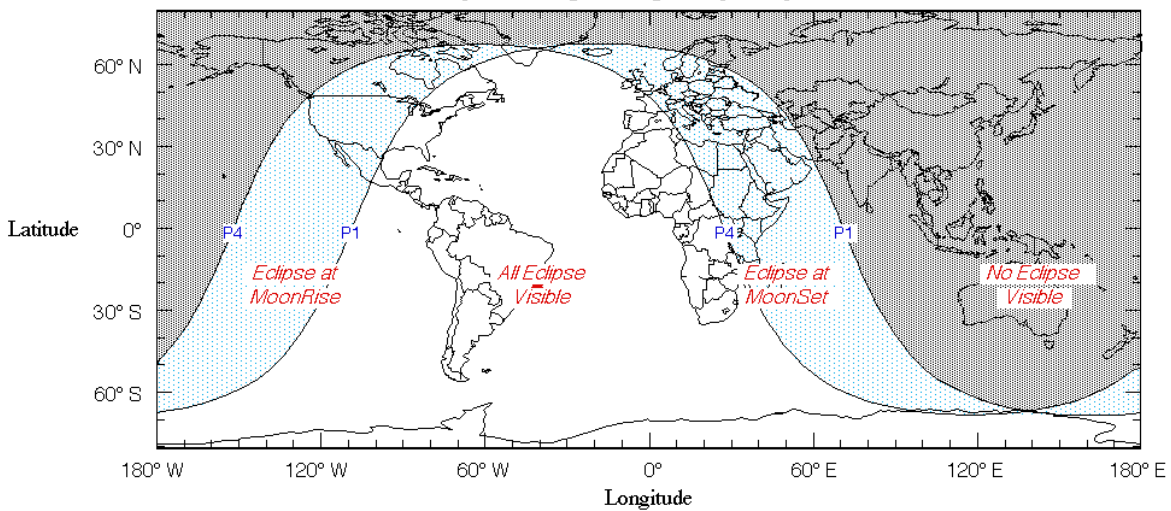 60° N
30° N
Latitude
0°
P4
P1
P4
P1
Eclipse at
MoonRise
All Eclipse
Visible
Eclipse at
MoonSet
No Eclipse
Visible
30° S
60° S
180° W
120° W
60° W
0°
60° E
120° E
180° E
Longitude